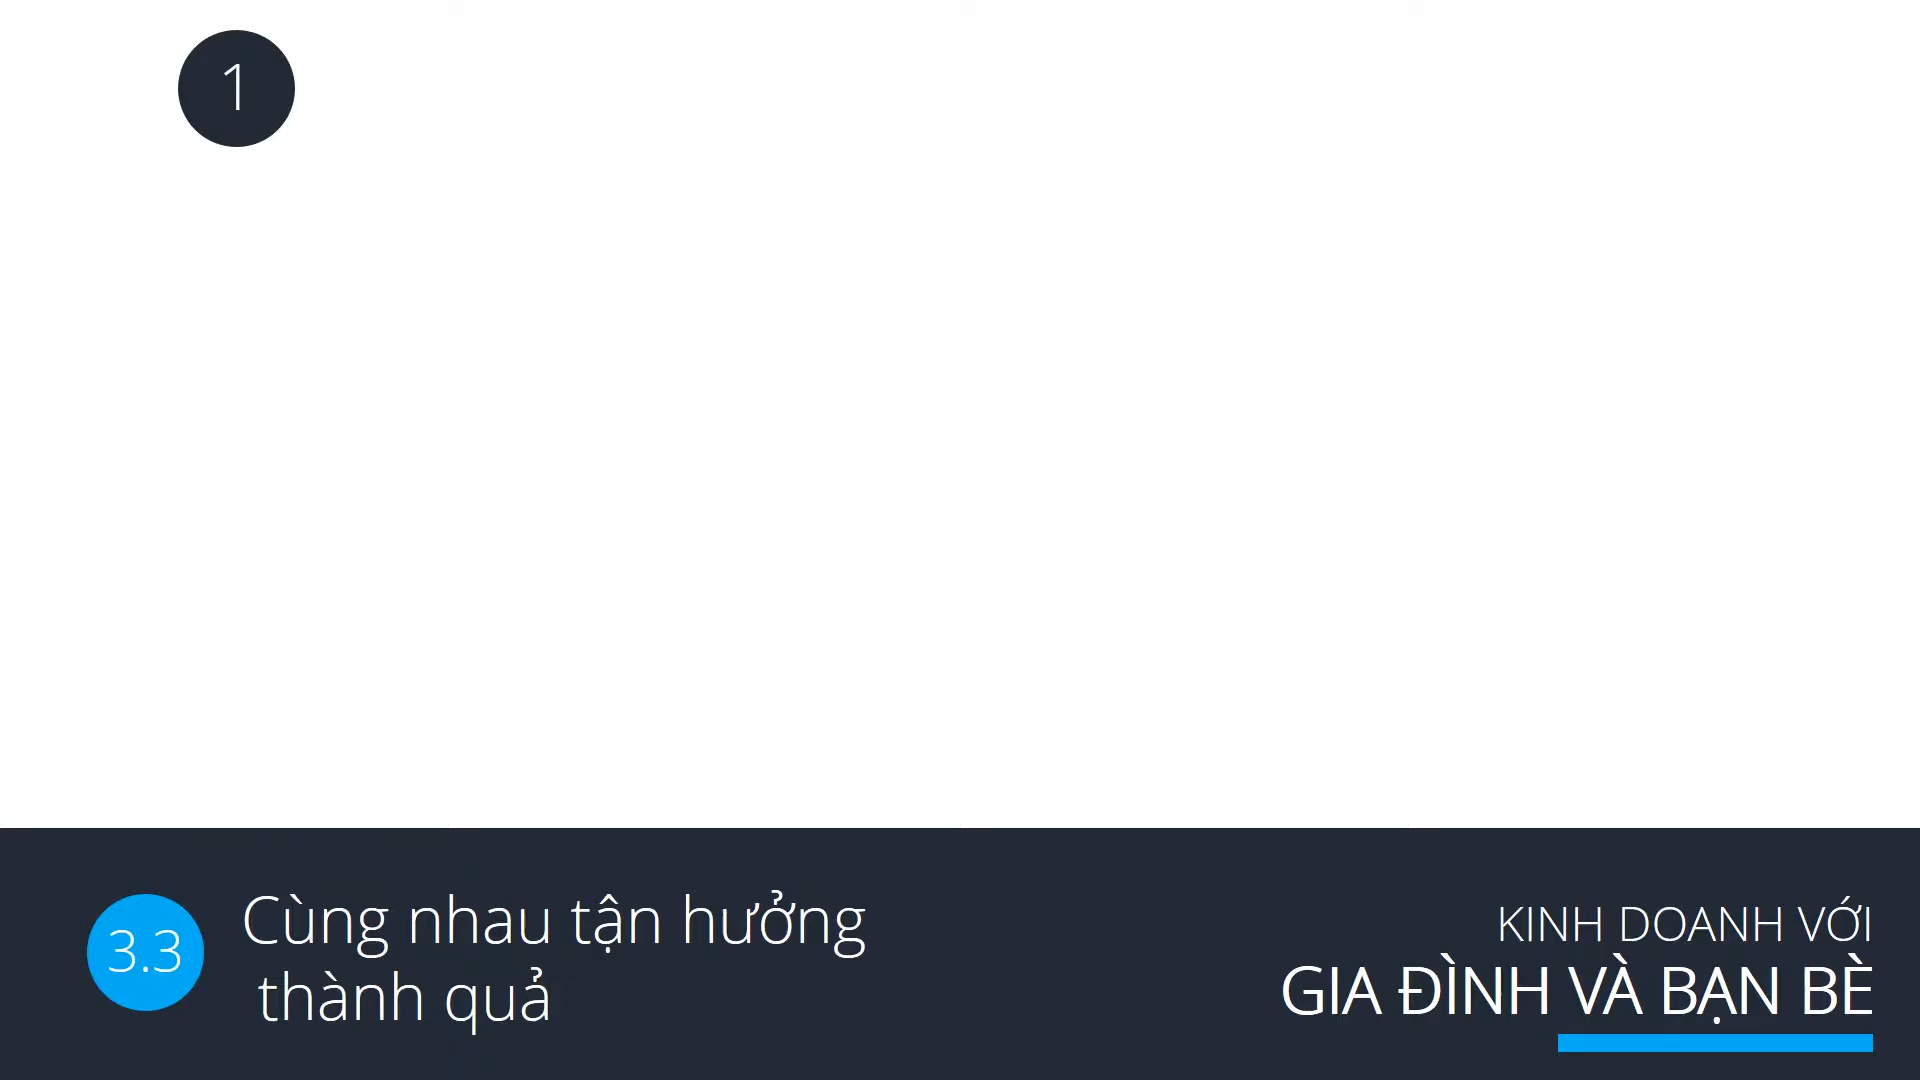 1
3.3
Cùng nhau tận hưởng
thành quả
KINH DOANH VỚI
GIA ĐÌNH VÀ BẠN BÈ